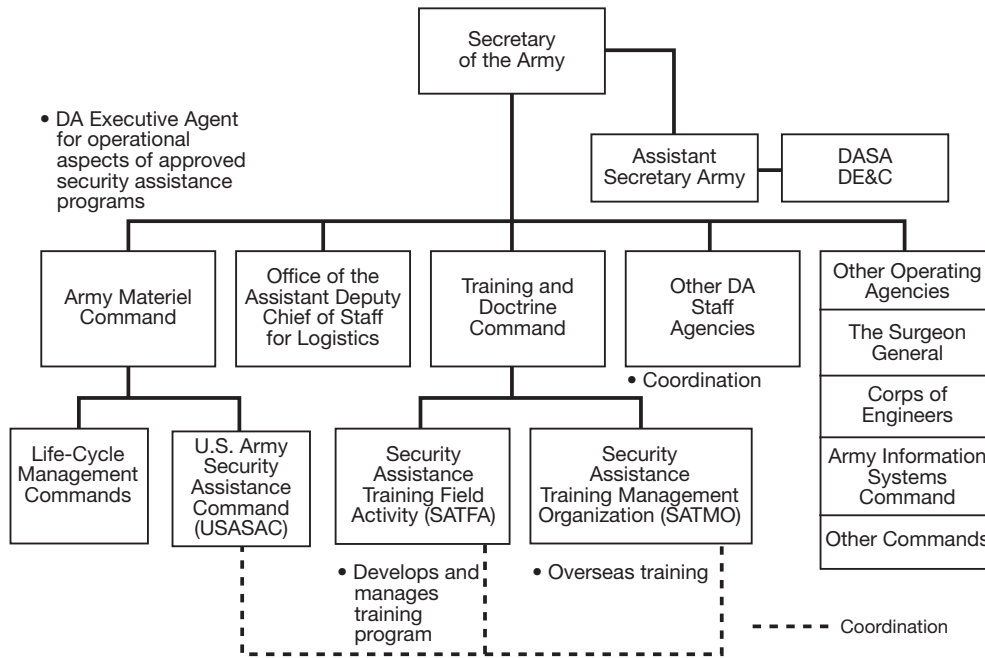 Secretary
of the Army
• DA Executive Agent
for operational
aspects of approved
security assistance
programs
Assistant
Secretary Army
DASA
DE&C
Army Materiel
Command
Office of the
Assistant Deputy
Chief of Staff
for Logistics
Training and
Doctrine
Command
Other DA
Staff
Agencies
• Coordination
Other Operating
Agencies
The Surgeon
General
Corps of
Engineers
Army Information
Systems
Command
Other Commands
Life-Cycle
Management
Commands
U.S. Army
Security
Assistance
Command
(USASAC)
Security
Assistance
Training Field
Activity (SATFA)
Security
Assistance
Training Management
Organization (SATMO)
• Develops and
manages
training
program
• Overseas training
Coordination